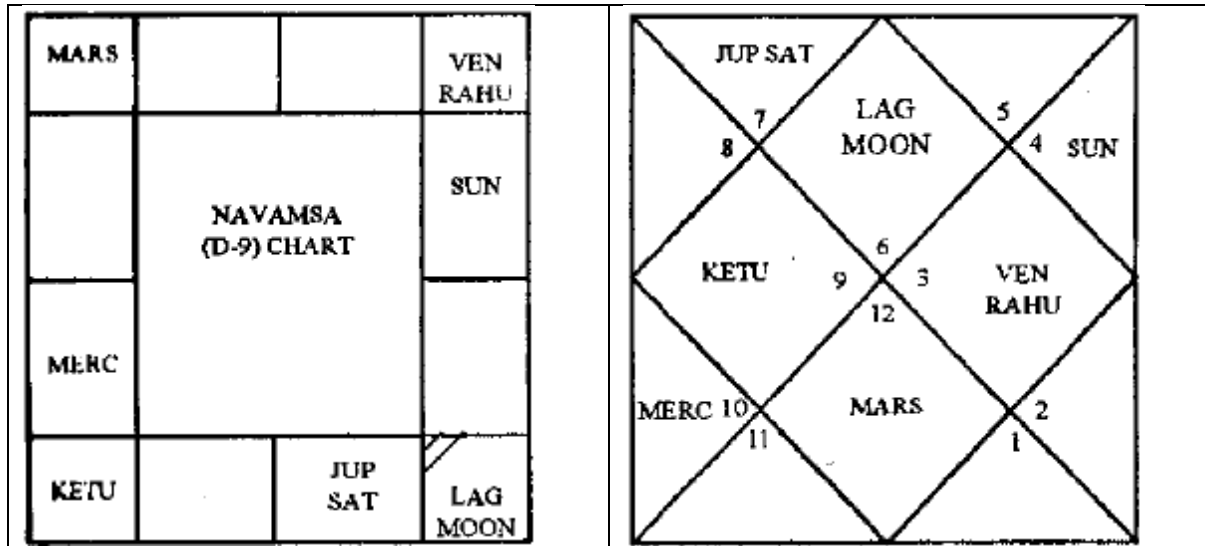 MARS
VEN
RAHU
SUN
NAVAMSA
(D-9) CHART
MERC
KETU
JUP
SAT
LAG
MOON
JUP SAT
LAG
MOON
7
5
8
4
SUN
6
KETU
9
3
VEN
RAHU
12
MERC
10
MARS
2
11
1